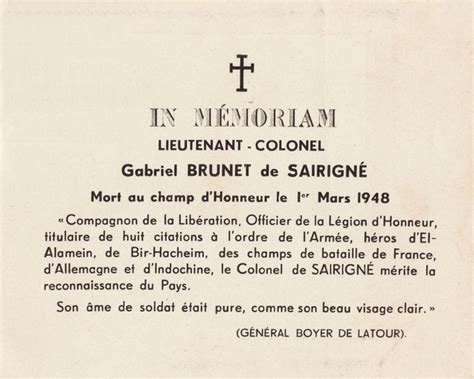 IN MÉMORIAM
LIEUTENANT - COLONEL
Gabriel BRUNET de SAIRIGNÉ
Mort au champ d'Honneur le 1er Mars 1948
«Compagnon de la Libération, Officier de la Légion d'Honneur,
titulaire de huit citations à l'ordre de l'Armée, héros d'El-
Alamein, de Bir-Hacheim, des champs de bataille de France,
d'Allemagne et d'Indochine, le Colonel de SAIRIGNÉ mérite la
reconnaissance du Pays.
Son âme de soldat était pure, comme son beau visage clair.»
(GÉNÉRAL BOYER DE LATOUR).